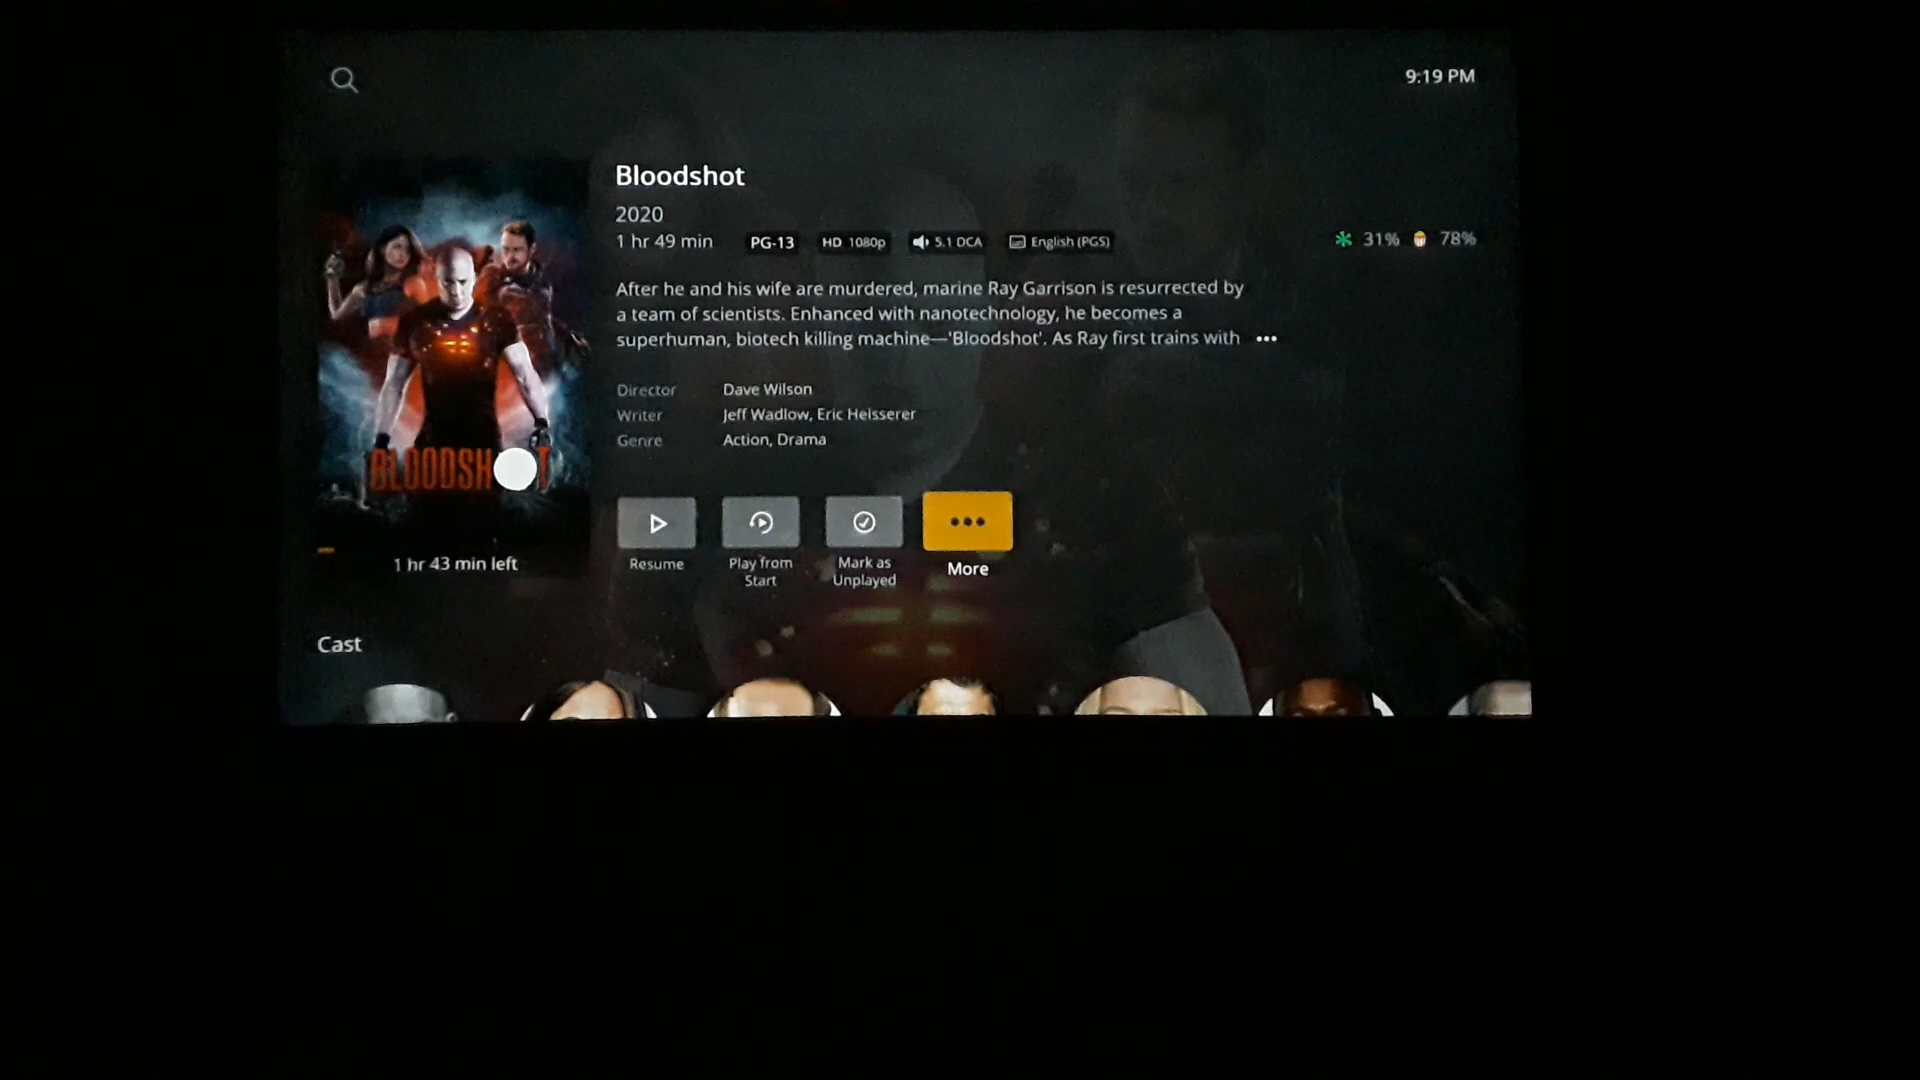 9:19 PM
Bloodshot
2020
1 hr 49 min PG-13 HD 1080p 5.1 DCA English (PGS) 31% 78%
After he and his wife are murdered, marine Ray Garrison is resurrected by
a team of scientists. Enhanced with nanotechnology, he becomes a
superhuman, biotech killing machine—'Bloodshot'. As Ray first trains with •••
Director Dave Wilson
Writer Jeff Wadlow, Eric Heisserer
Genre Action, Drama
BLOODSH T
1 hr 43 min left
Resume
Play from
Start
Mark as
Unplayed
More
Cast